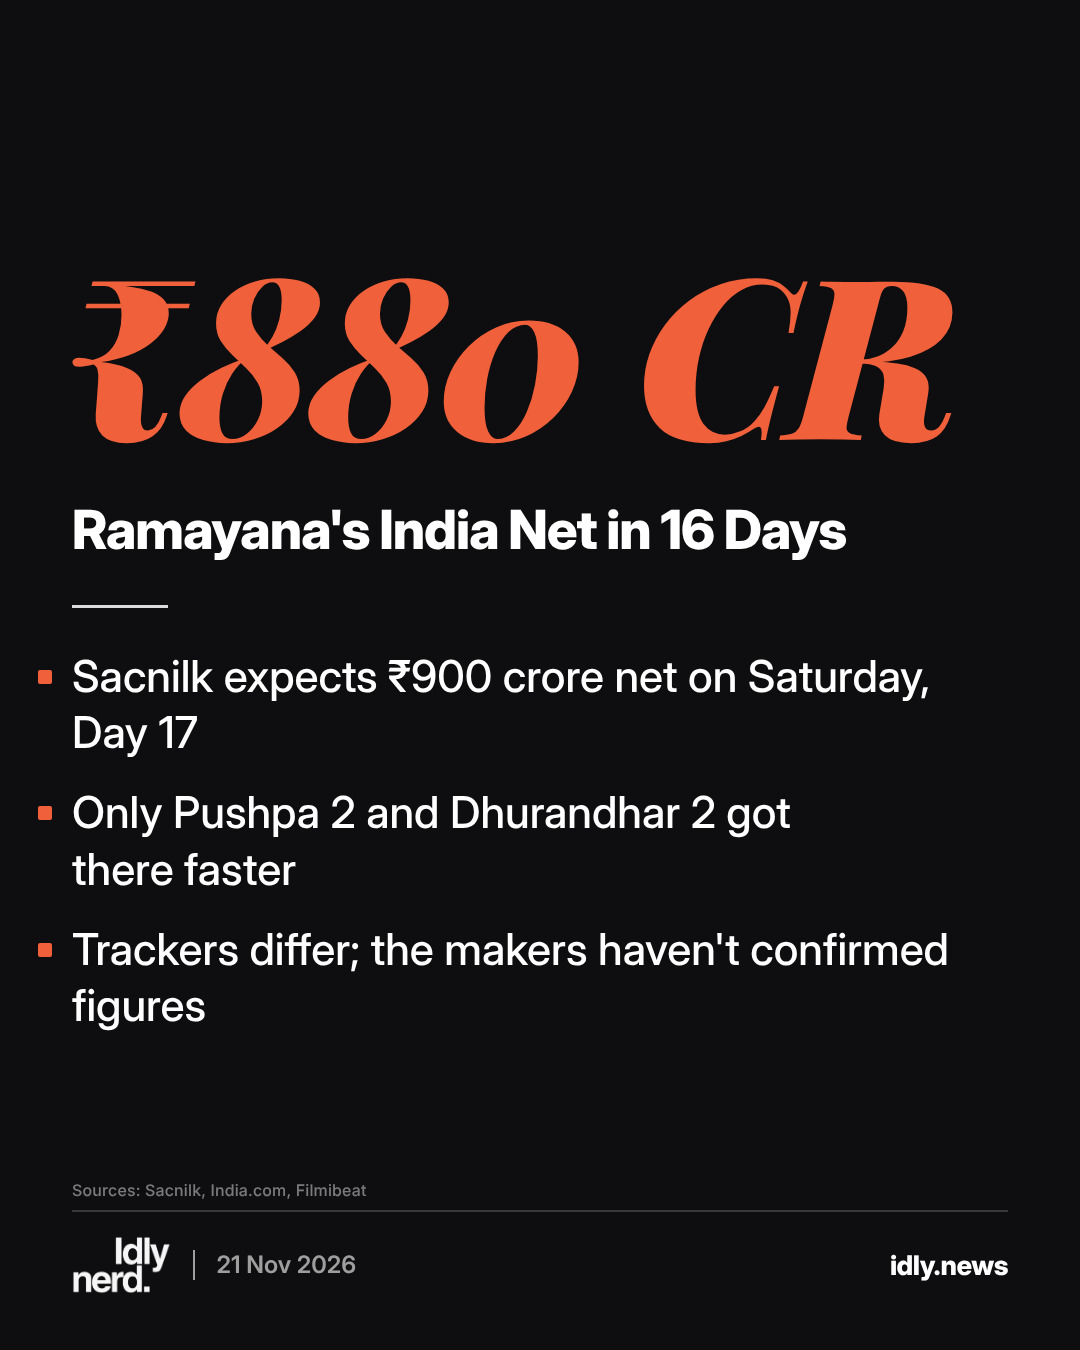 ₹880 CR
Ramayana's India Net in 16 Days
Sacnilk expects ₹900 crore net on Saturday,
Day 17
Only Pushpa 2 and Dhurandhar 2 got
there faster
Trackers differ; the makers haven't confirmed
figures
Sources: Sacnilk, India.com, Filmibeat
Idly
nerd.
21 Nov 2026
idly.news